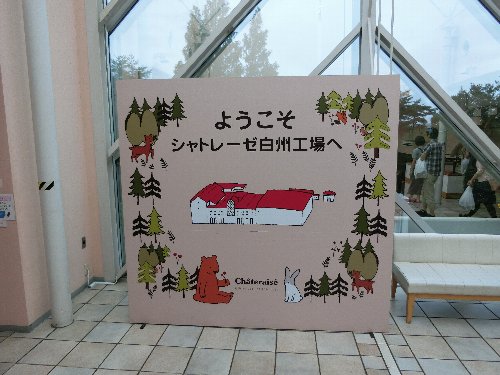 ようこそ
シャトレーゼ白州工場へ
Châteraisé